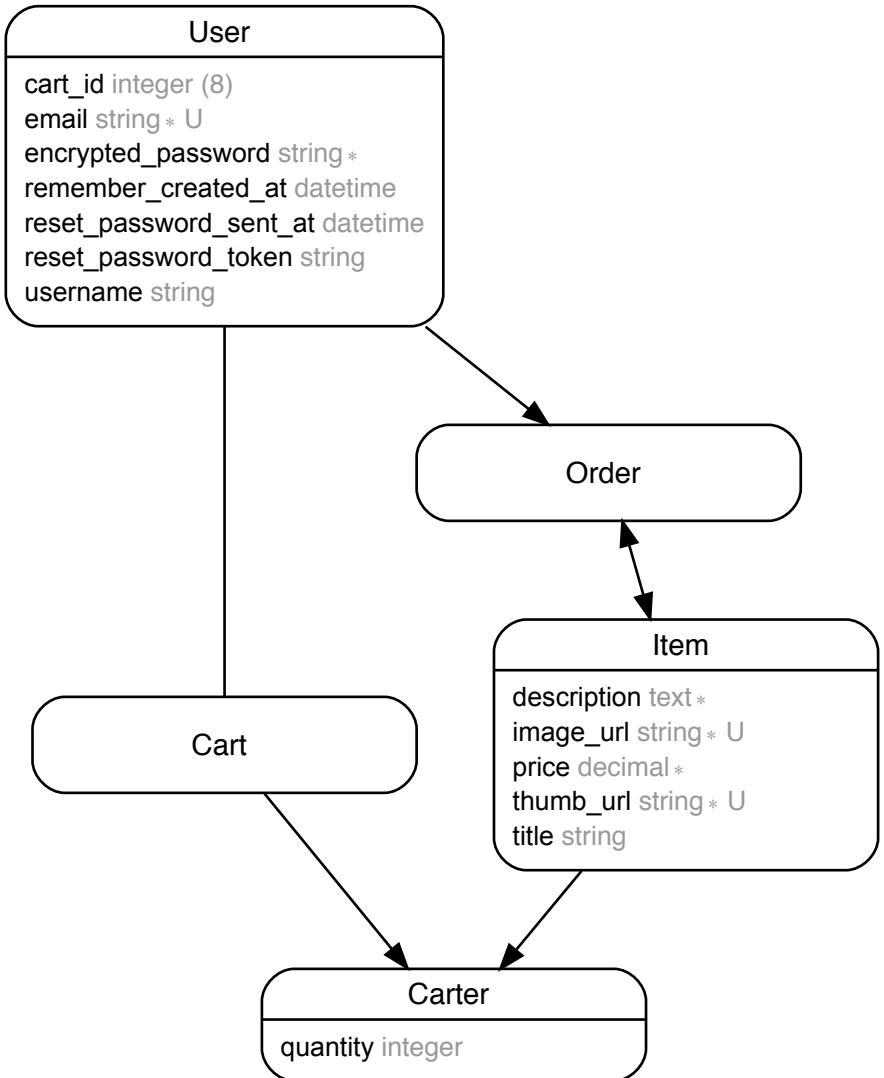 User
cart_id integer (8)
email string ∗ U
encrypted_password string ∗
remember_created_at datetime
reset_password_sent_at datetime
reset_password_token string
username string
Order
Item
description text ∗
image_url string ∗ U
price decimal ∗
thumb_url string ∗ U
title string
Cart
Carter
quantity integer